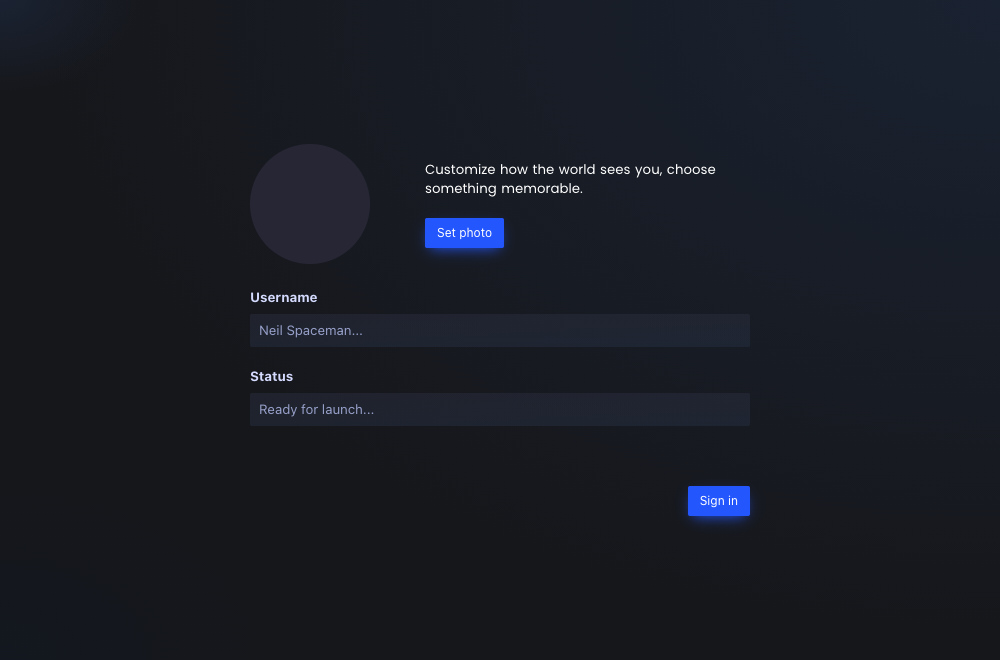 Customize how the world sees you, choose
something memorable.
Set photo
Username
Neil Spaceman...
Status
Ready for launch...
Sign in